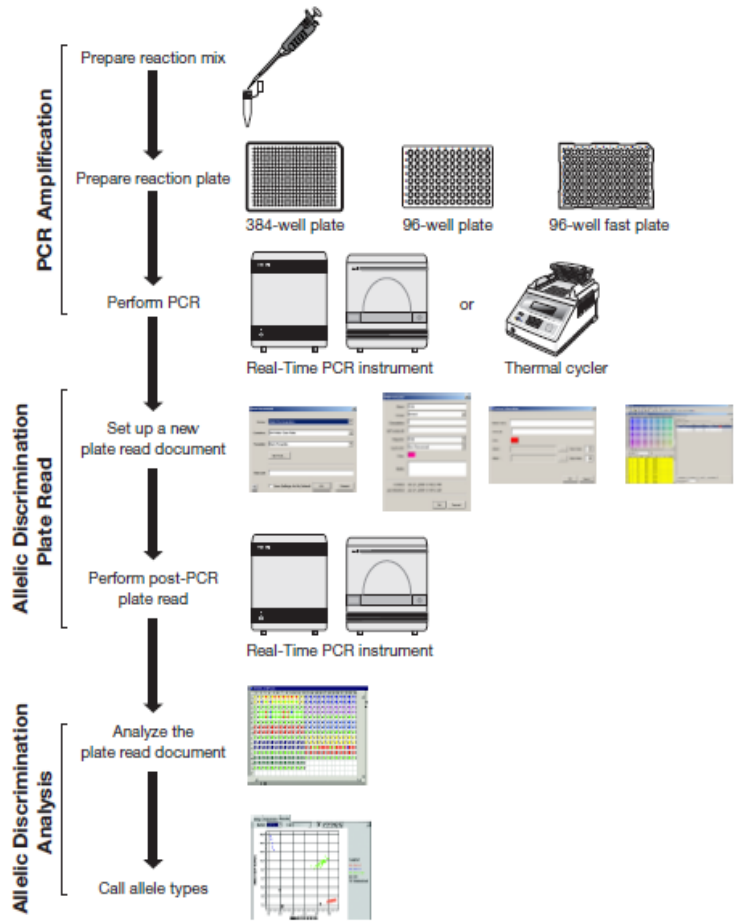 PCR Amplification
Prepare reaction mix
Prepare reaction plate
384-well plate
96-well plate
96-well fast plate
Perform PCR
or
Real-Time PCR instrument
Thermal cycler
Allelic Discrimination
Plate Read
Set up a new
plate read document
Perform post-PCR
plate read
Real-Time PCR instrument
Allelic Discrimination
Analysis
Analyze the
plate read document
Call allele types